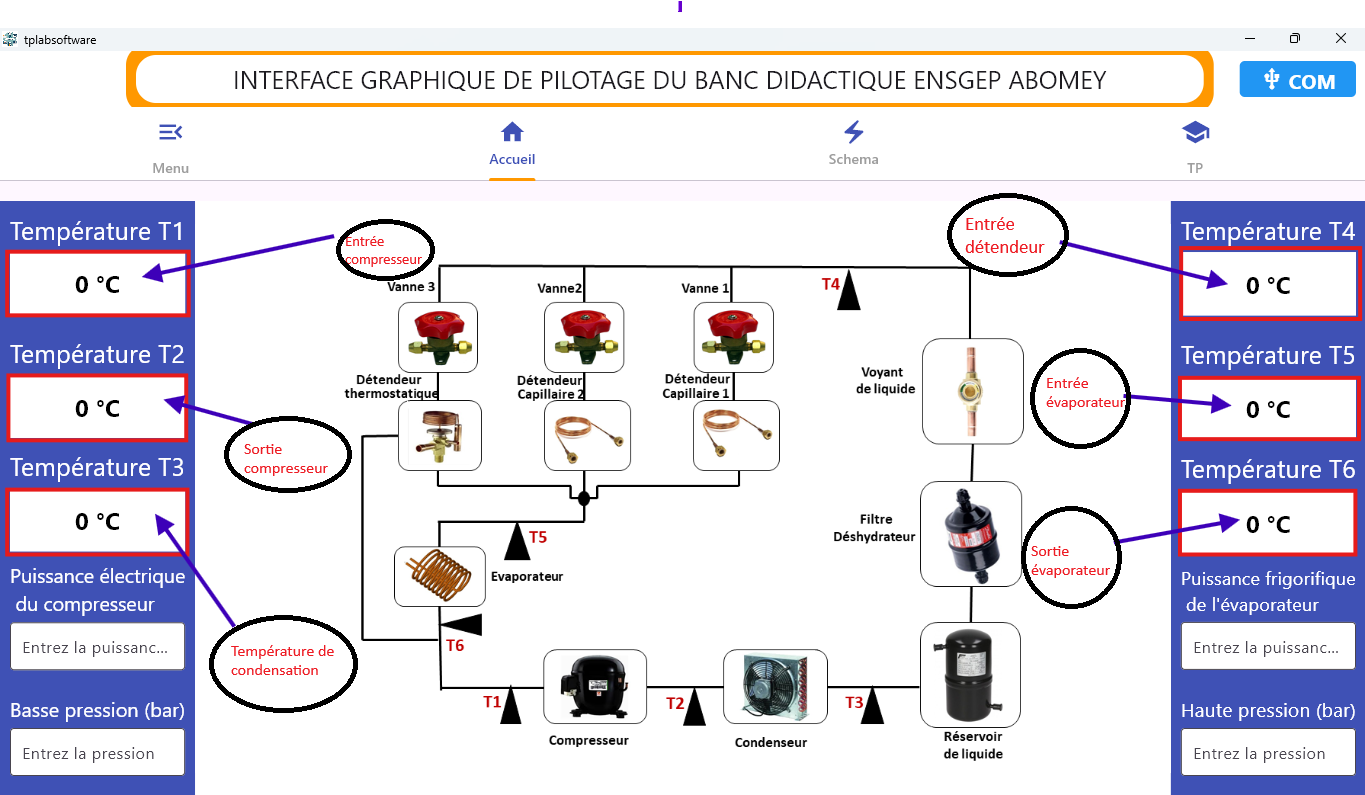 tplabsoftware
INTERFACE GRAPHIQUE DE PILOTAGE DU BANC DIDACTIQUE ENSGEP ABOMEY
COM
Menu
Accueil
Schema
TP
Température T1
0 °C
Température T2
0 °C
Température T3
0 °C
Puissance électrique
du compresseur
Entrez la puissanc...
Basse pression (bar)
Entrez la pression
Entrée
compresseur
Sortie
compresseur
Température de
condensation
Vanne 3
Vanne2
Vanne 1
T4
Détendeur
thermostatique
Détendeur
Capillaire 2
Détendeur
Capillaire 1
Voyant
de liquide
Filtre
Déshydrateur
T5
Evaporateur
T6
T1
T2
T3
Compresseur
Condenseur
Réservoir
de liquide
Entrée
détendeur
Entrée
évaporateur
Sortie
évaporateur
Température T4
0 °C
Température T5
0 °C
Température T6
0 °C
Puissance frigorifique
de l'évaporateur
Entrez la puissanc...
Haute pression (bar)
Entrez la pression